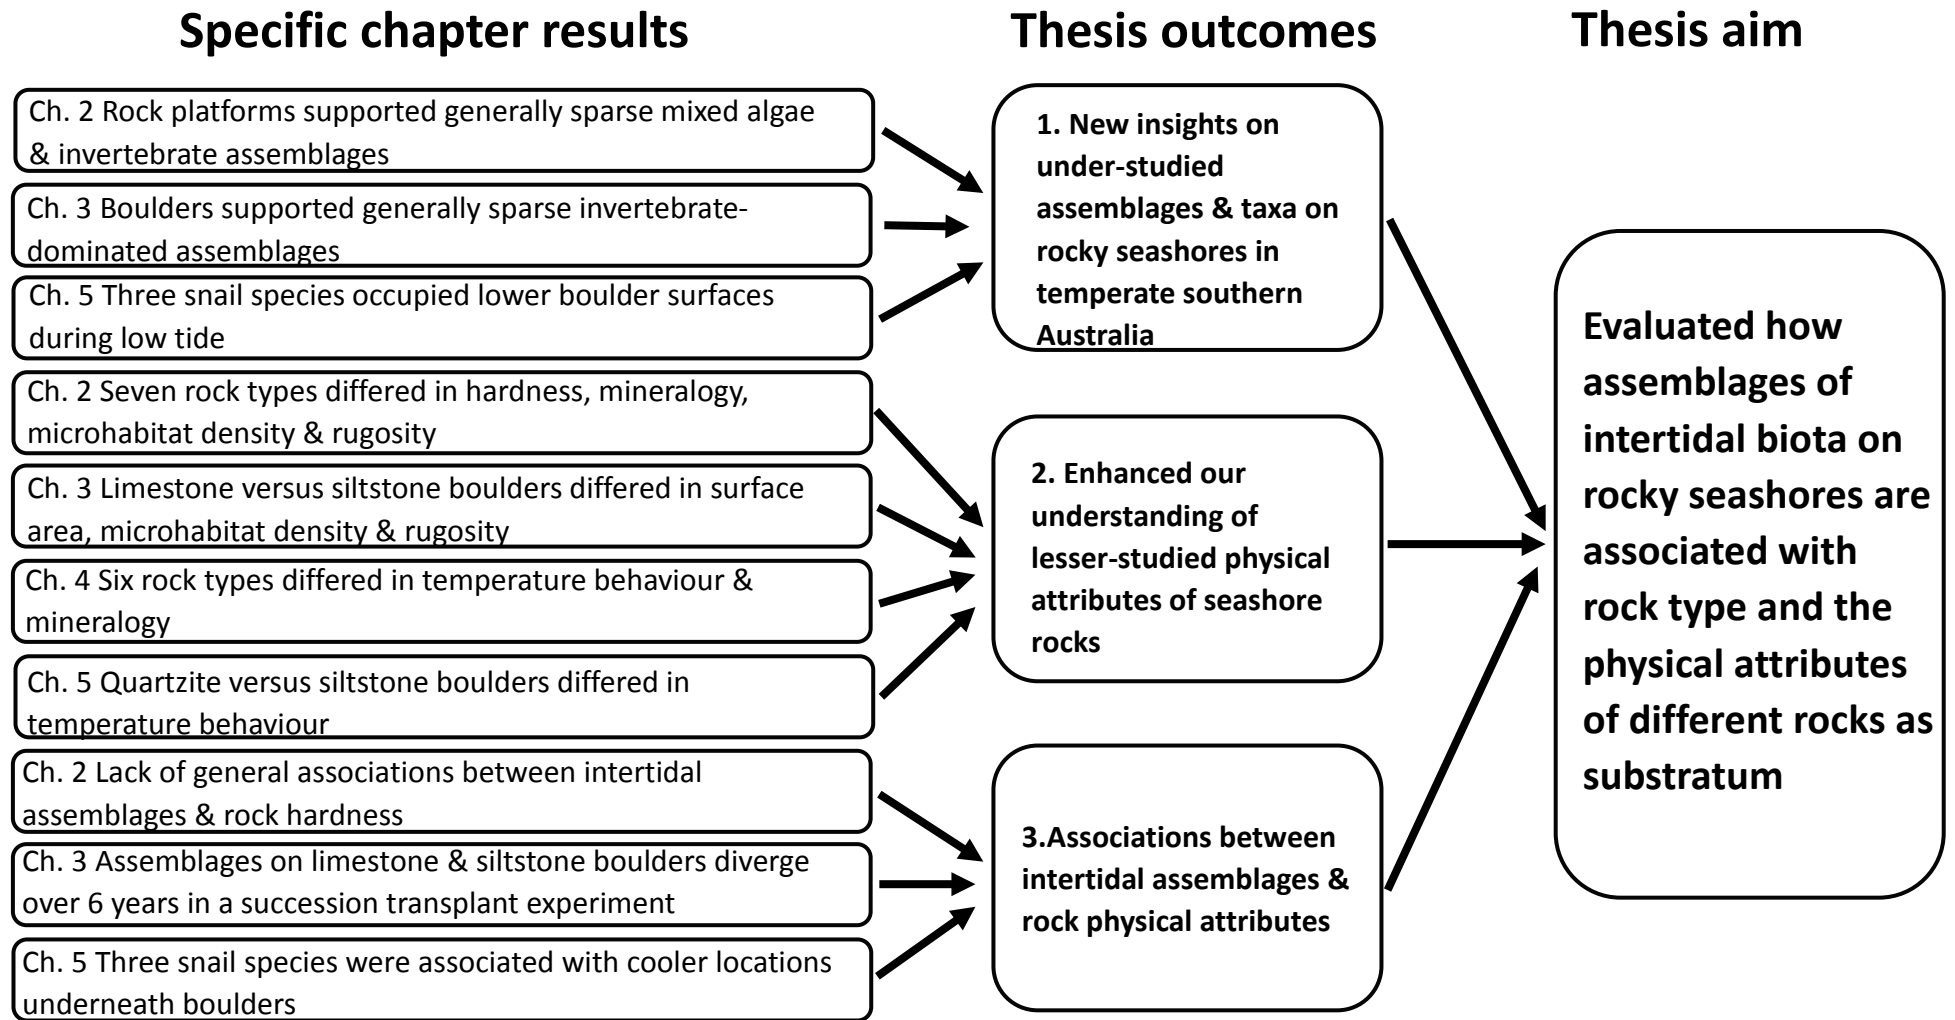 Specific chapter results
Thesis outcomes
Thesis aim
Ch. 2 Rock platforms supported generally sparse mixed algae
& invertebrate assemblages
Ch. 3 Boulders supported generally sparse invertebrate-
dominated assemblages
Ch. 5 Three snail species occupied lower boulder surfaces
during low tide
Ch. 2 Seven rock types differed in hardness, mineralogy,
microhabitat density & rugosity
Ch. 3 Limestone versus siltstone boulders differed in surface
area, microhabitat density & rugosity
Ch. 4 Six rock types differed in temperature behaviour &
mineralogy
Ch. 5 Quartzite versus siltstone boulders differed in
temperature behaviour
Ch. 2 Lack of general associations between intertidal
assemblages & rock hardness
Ch. 3 Assemblages on limestone & siltstone boulders diverge
over 6 years in a succession transplant experiment
Ch. 5 Three snail species were associated with cooler locations
underneath boulders
1. New insights on
under-studied
assemblages & taxa on
rocky seashores in
temperate southern
Australia
2. Enhanced our
understanding of
lesser-studied physical
attributes of seashore
rocks
3.Associations between
intertidal assemblages &
rock physical attributes
Evaluated how
assemblages of
intertidal biota on
rocky seashores are
associated with
rock type and the
physical attributes
of different rocks as
substratum